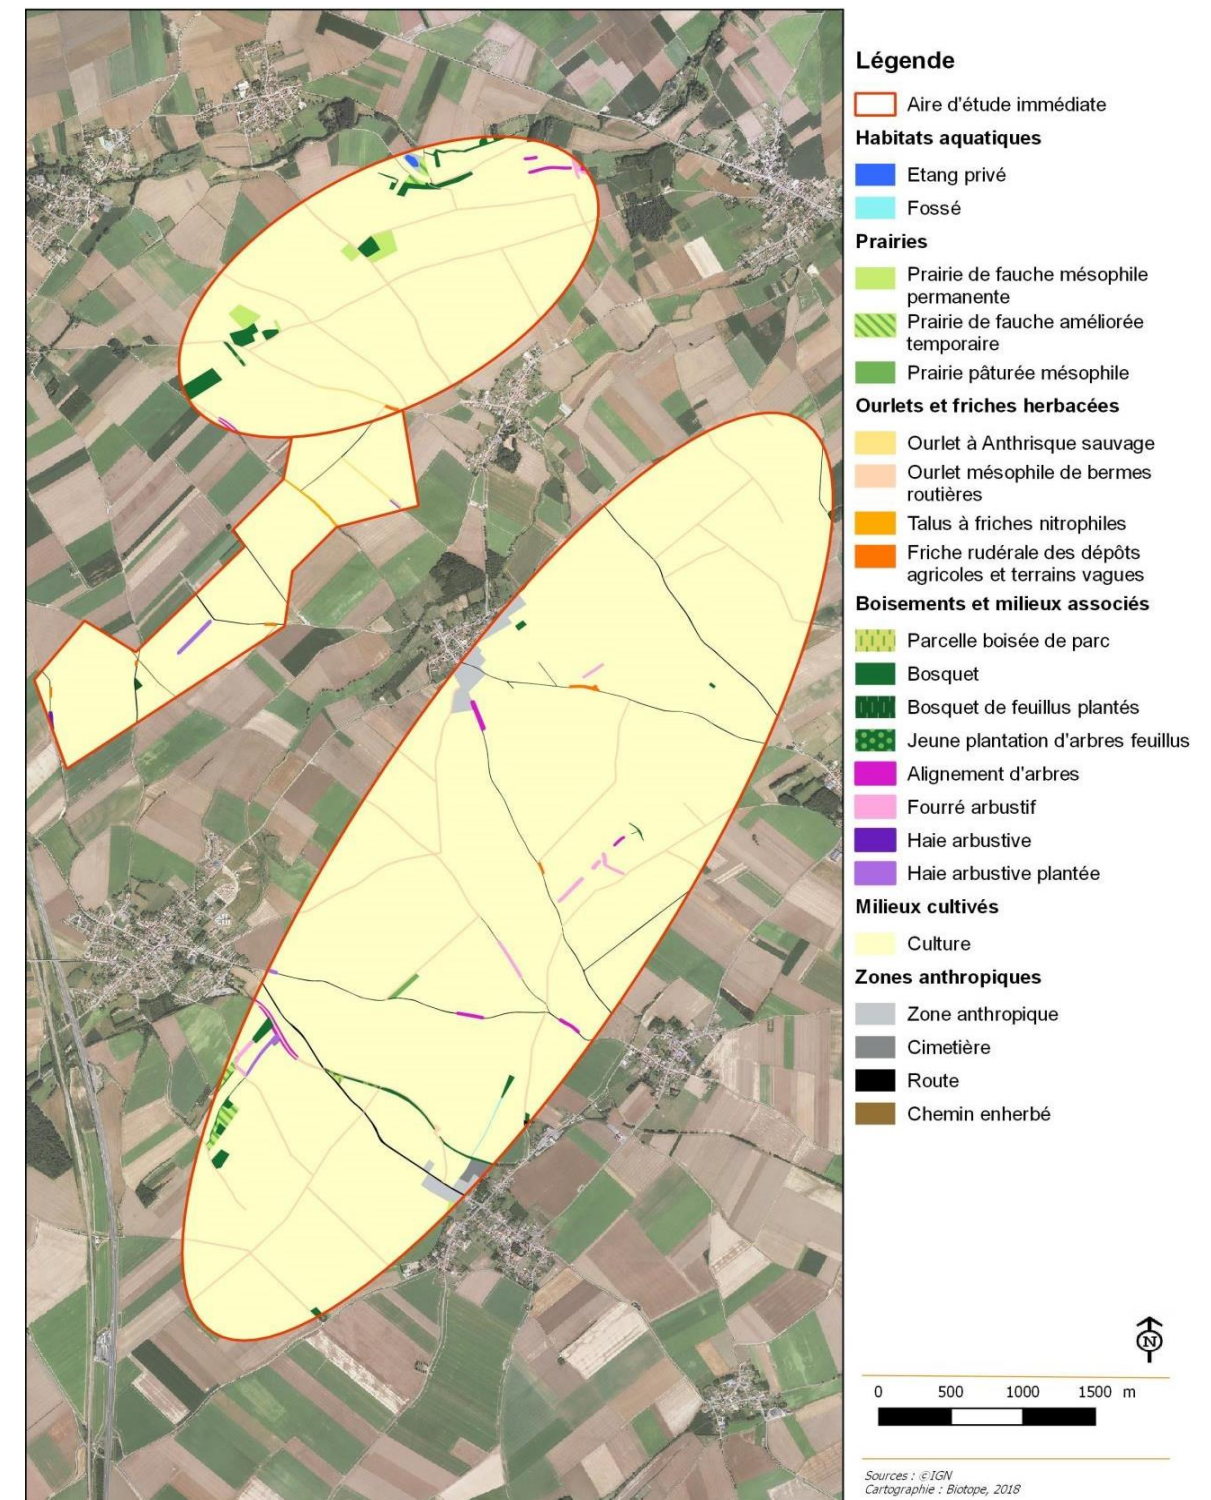 Légende
Aire d'étude immédiate
Habitats aquatiques
Etang privé
Fossé
Prairies
Prairie de fauche mésophile
permanente
Prairie de fauche améliorée
temporaire
Prairie pâturée mésophile
Ourlets et friches herbacées
Ourlet à Anthrisque sauvage
Ourlet mésophile de bermes
routières
Talus à friches nitrophiles
Friche rudérale des dépôts
agricoles et terrains vagues
Boisements et milieux associés
Parcelle boisée de parc
Bosquet
Bosquet de feuillus plantés
Jeune plantation d'arbres feuillus
Alignement d'arbres
Fourré arbustif
Haie arbustive
Haie arbustive plantée
Milieux cultivés
Culture
Zones anthropiques
Zone anthropique
Cimetière
Route
Chemin enherbé
N
0 500 1000 1500 m
Sources : ©IGN
Cartographie : Biotope, 2018